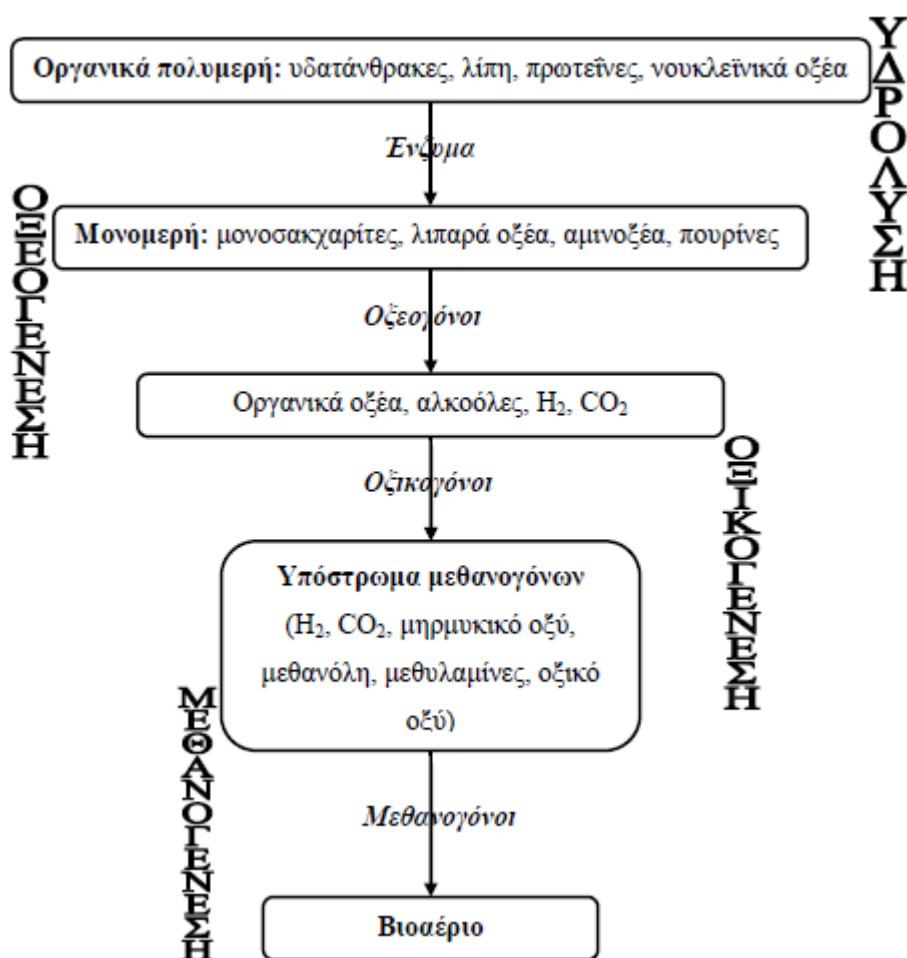 Οργανικά πολυμερή: υδατάνθρακες, λίπη, πρωτεΐνες, νουκλεϊνικά οξέα
ΥΔΡΟΛΥΣΗ
Ένζυμα
Μονομερή: μονοσακχαρίτες, λιπαρά οξέα, αμινοξέα, πουρίνες
ΟΞΕΟΓΕΝΕΣΗ
Οξεογόνοι
Οργανικά οξέα, αλκοόλες, H₂, CO₂
Οξικογόνοι
ΟΞΙΚΟΓΕΝΕΣΗ
Υπόστρωμα μεθανογόνων
(H₂, CO₂, μηρμυκικό οξύ,
μεθανόλη, μεθυλαμίνες, οξικό
οξύ)
ΜΕΘΑΝΟΓΕΝΕΣΗ
Μεθανογόνοι
Βιοαέριο